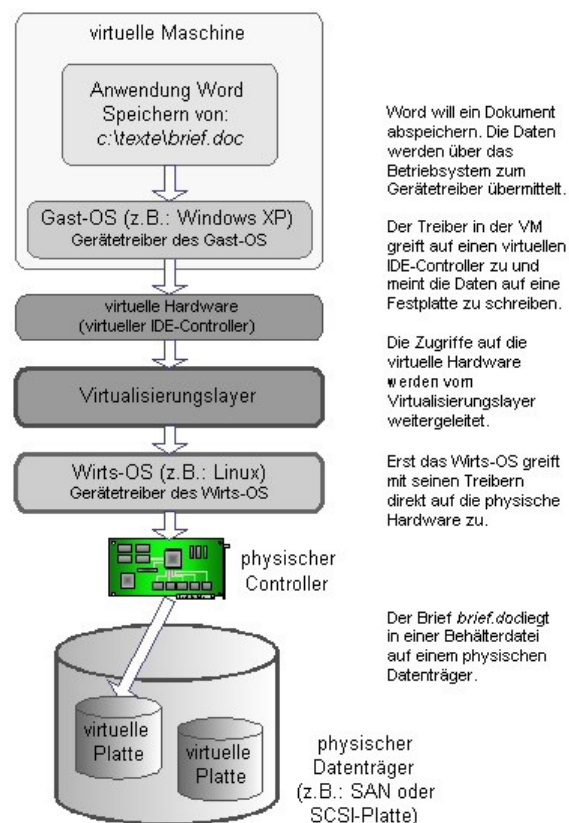 virtuelle Maschine
Anwendung Word
Speichern von:
c:\texte\brief.doc
Word will ein Dokument
abspeichern. Die Daten
werden über das
Betriebsystem zum
Gerätetreiber übermittelt.
Gast-OS (z.B.: Windows XP)
Gerätetreiber des Gast-OS
Der Treiber in der VM
greift auf einen virtuellen
IDE-Controller zu und
meint die Daten auf eine
Festplatte zu schreiben.
virtuelle Hardware
(virtueller IDE-Controller)
Die Zugriffe auf die
virtuelle Hardware
werden vom
Virtualisierungslayer
weitergeleitet.
Virtualisierungslayer
Wirts-OS (z.B.: Linux)
Gerätetreiber des Wirts-OS
Erst das Wirts-OS greift
mit seinen Treibern
direkt auf die physische
Hardware zu.
physischer
Controller
Der Brief brief.docliegt
in einer Behälterdatei
auf einem physischen
Datenträger.
virtuelle
Platte
virtuelle
Platte
physischer
Datenträger
(z.B.: SAN oder
SCSI-Platte)